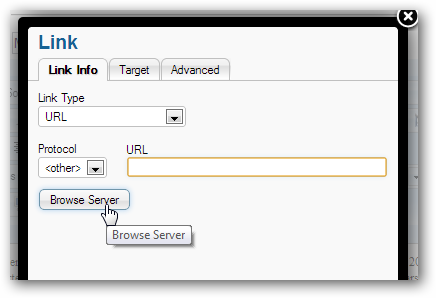 Link
Link Info Target Advanced
Link Type
URL
Protocol URL
<other>
Browse Server
Browse Server